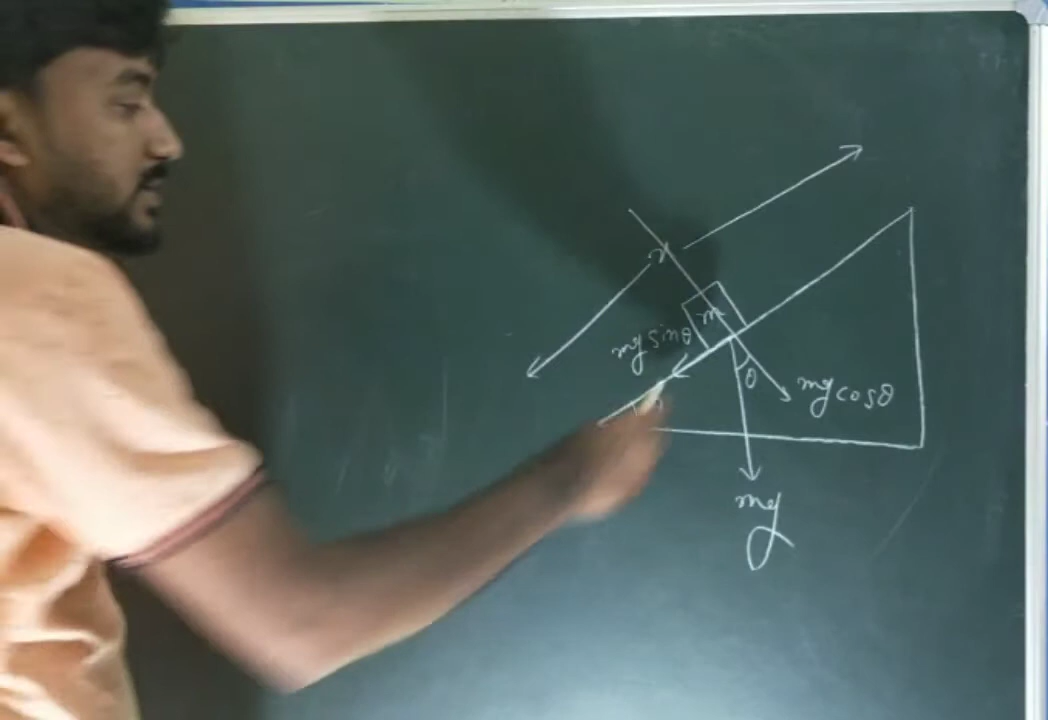 x
m
mg sinθ
θ
mg cosθ
mg